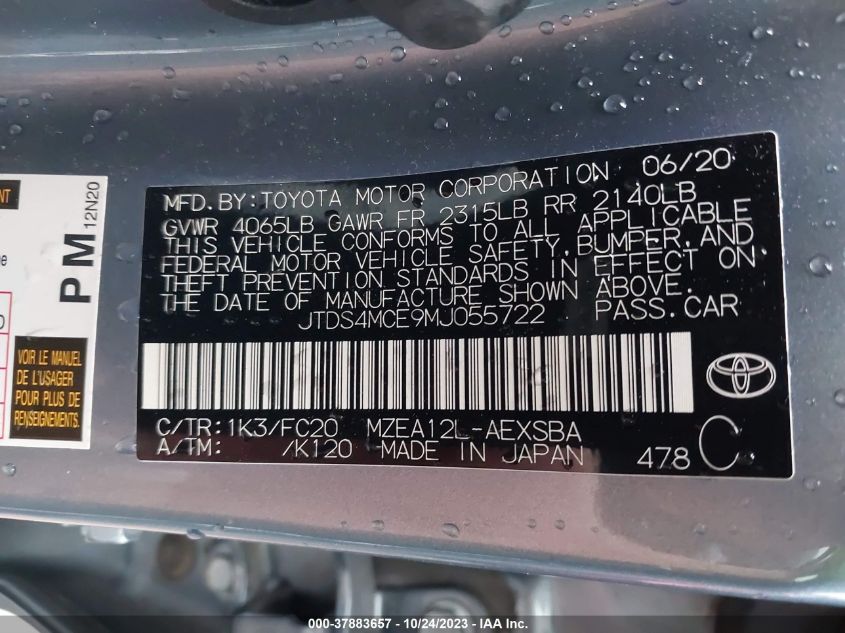 MFD. BY: TOYOTA MOTOR CORPORATION 06/20
GVWR 4065LB GAWR FR 2315LB RR 2140LB
THIS VEHICLE CONFORMS TO ALL APPLICABLE
FEDERAL MOTOR VEHICLE SAFETY, BUMPER, AND
THEFT PREVENTION STANDARDS IN EFFECT ON
THE DATE OF MANUFACTURE SHOWN ABOVE.
JTDS4MCE9MJ055722 PASS. CAR
C/TR: 1K3/FC20 MZEA12L-AEXSBA
A/TM: /K120 MADE IN JAPAN 478 C
PM 12N20
VOIR LE MANUEL
DE L'USAGER
POUR PLUS DE
RENSEIGNEMENTS.
000-37883657 - 10/24/2023 - IAA Inc.